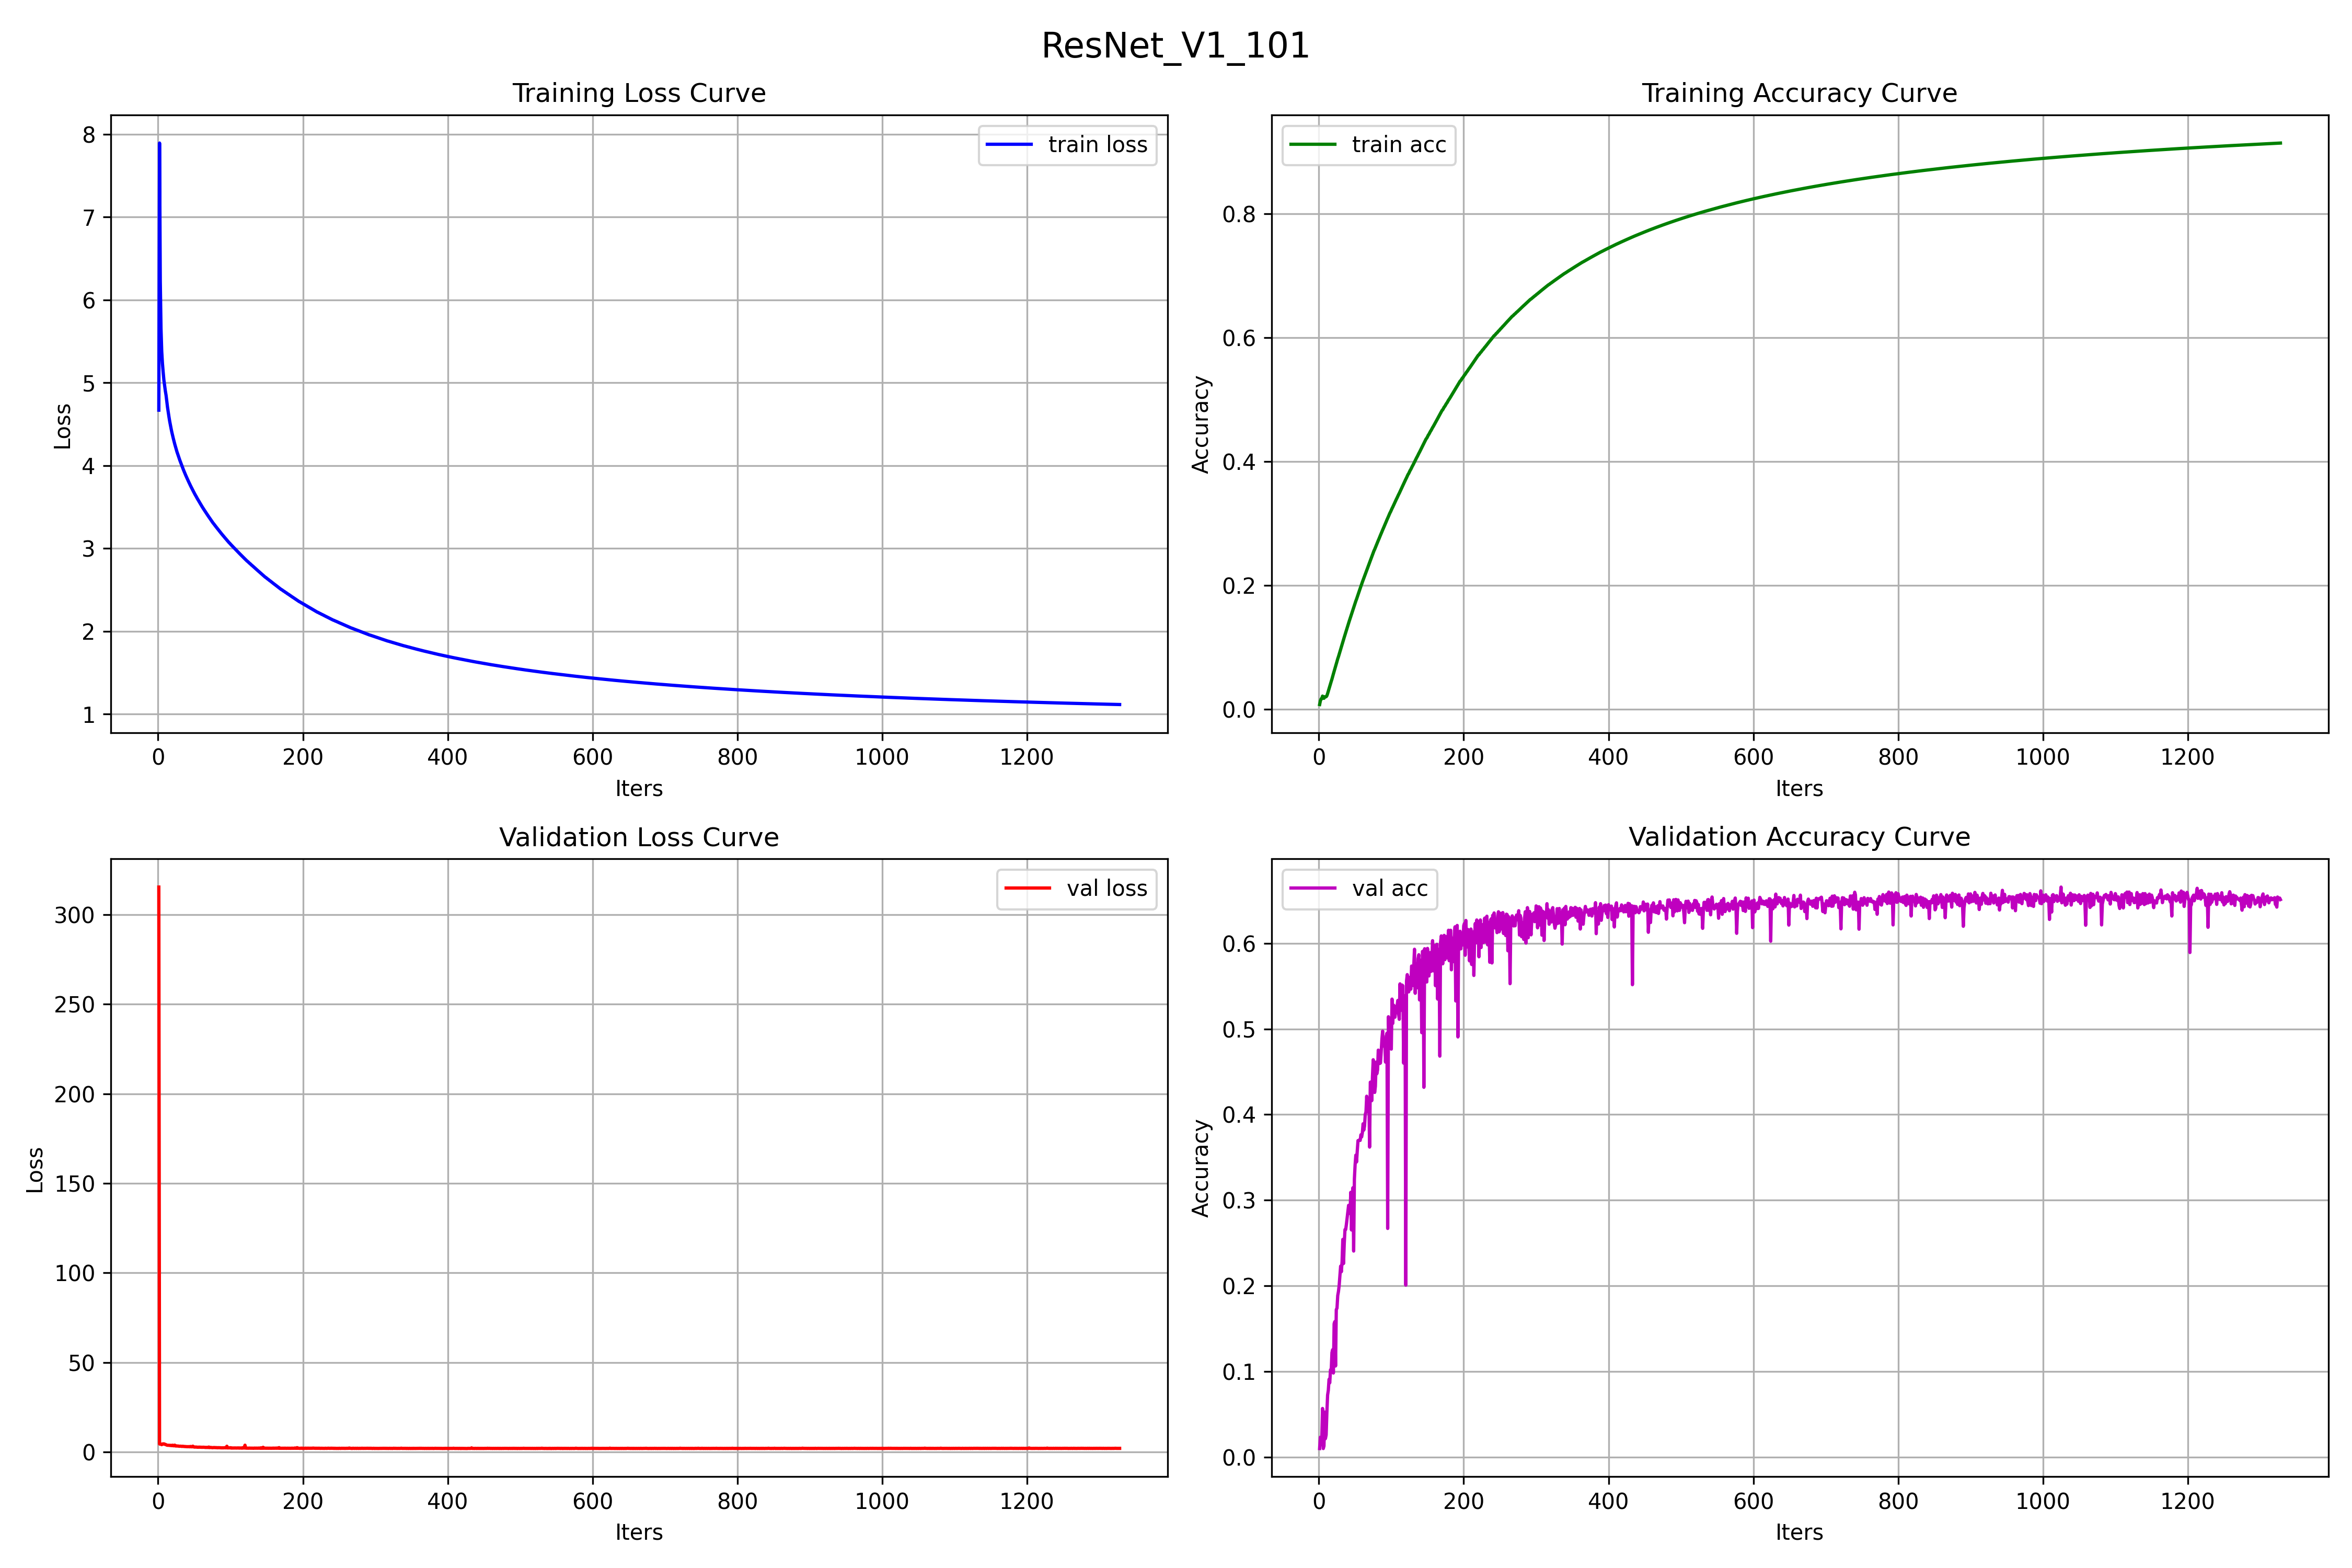 ResNet_V1_101
Training Loss Curve
8
7
6
5
4
3
2
1
Loss
train loss
0 200 400 600 800 1000 1200
Iters
Training Accuracy Curve
0.8
0.6
0.4
0.2
0.0
Accuracy
train acc
0 200 400 600 800 1000 1200
Iters
Validation Loss Curve
300
250
200
150
100
50
0
Loss
val loss
0 200 400 600 800 1000 1200
Iters
Validation Accuracy Curve
0.6
0.5
0.4
0.3
0.2
0.1
0.0
Accuracy
val acc
0 200 400 600 800 1000 1200
Iters